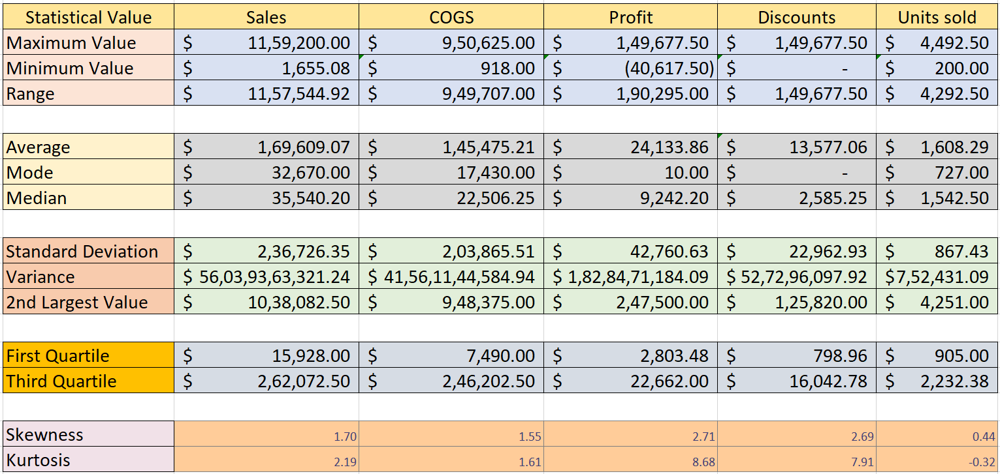 Statistical Value Sales COGS Profit Discounts Units sold
Maximum Value $ 11,59,200.00 $ 9,50,625.00 $ 1,49,677.50 $ 1,49,677.50 $ 4,492.50
Minimum Value $ 1,655.08 $ 918.00 $ (40,617.50) $ - $ 200.00
Range $ 11,57,544.92 $ 9,49,707.00 $ 1,90,295.00 $ 1,49,677.50 $ 4,292.50
Average $ 1,69,609.07 $ 1,45,475.21 $ 24,133.86 $ 13,577.06 $ 1,608.29
Mode $ 32,670.00 $ 17,430.00 $ 10.00 $ - $ 727.00
Median $ 35,540.20 $ 22,506.25 $ 9,242.20 $ 2,585.25 $ 1,542.50
Standard Deviation $ 2,36,726.35 $ 2,03,865.51 $ 42,760.63 $ 22,962.93 $ 867.43
Variance $ 56,03,93,63,321.24 $ 41,56,11,44,584.94 $ 1,82,84,71,184.09 $ 52,72,96,097.92 $7,52,431.09
2nd Largest Value $ 10,38,082.50 $ 9,48,375.00 $ 2,47,500.00 $ 1,25,820.00 $ 4,251.00
First Quartile $ 15,928.00 $ 7,490.00 $ 2,803.48 $ 798.96 $ 905.00
Third Quartile $ 2,62,072.50 $ 2,46,202.50 $ 22,662.00 $ 16,042.78 $ 2,232.38
Skewness 1.70 1.55 2.71 2.69 0.44
Kurtosis 2.19 1.61 8.68 7.91 -0.32